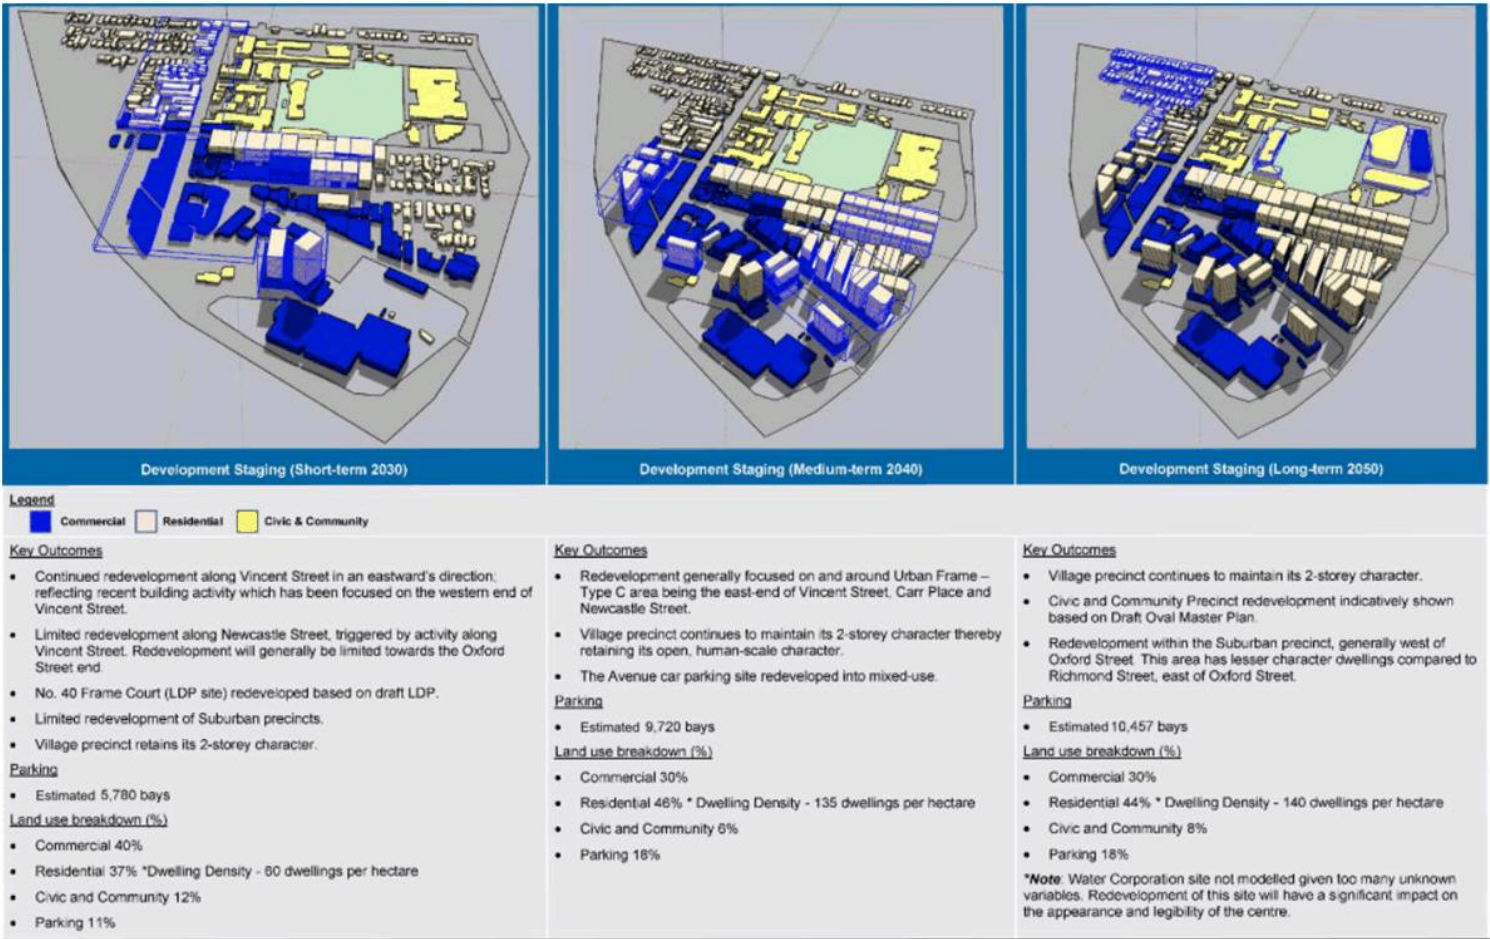 Development Staging (Short-term 2030)
Development Staging (Medium-term 2040)
Development Staging (Long-term 2050)
Legend
Commercial
Residential
Civic & Community
Key Outcomes
• Continued redevelopment along Vincent Street in an eastward's direction;
reflecting recent building activity which has been focused on the western end of
Vincent Street.
• Limited redevelopment along Newcastle Street, triggered by activity along
Vincent Street. Redevelopment will generally be limited towards the Oxford
Street end.
• No. 40 Frame Court (LDP site) redeveloped based on draft LDP.
• Limited redevelopment of Suburban precincts.
• Village precinct retains its 2-storey character.
Parking
• Estimated 5,780 bays
Land use breakdown (%)
• Commercial 40%
• Residential 37% *Dwelling Density - 60 dwellings per hectare
• Civic and Community 12%
• Parking 11%
Key Outcomes
• Redevelopment generally focused on and around Urban Frame –
Type C area being the east-end of Vincent Street, Carr Place and
Newcastle Street.
• Village precinct continues to maintain its 2-storey character thereby
retaining its open, human-scale character.
• The Avenue car parking site redeveloped into mixed-use.
Parking
• Estimated 9,720 bays
Land use breakdown (%)
• Commercial 30%
• Residential 46% * Dwelling Density - 135 dwellings per hectare
• Civic and Community 6%
• Parking 18%
Key Outcomes
• Village precinct continues to maintain its 2-storey character.
• Civic and Community Precinct redevelopment indicatively shown
based on Draft Oval Master Plan.
• Redevelopment within the Suburban precinct, generally west of
Oxford Street. This area has lesser character dwellings compared to
Richmond Street, east of Oxford Street.
Parking
• Estimated 10,457 bays
Land use breakdown (%)
• Commercial 30%
• Residential 44% * Dwelling Density - 140 dwellings per hectare
• Civic and Community 8%
• Parking 18%
*Note: Water Corporation site not modelled given too many unknown
variables. Redevelopment of this site will have a significant impact on
the appearance and legibility of the centre.